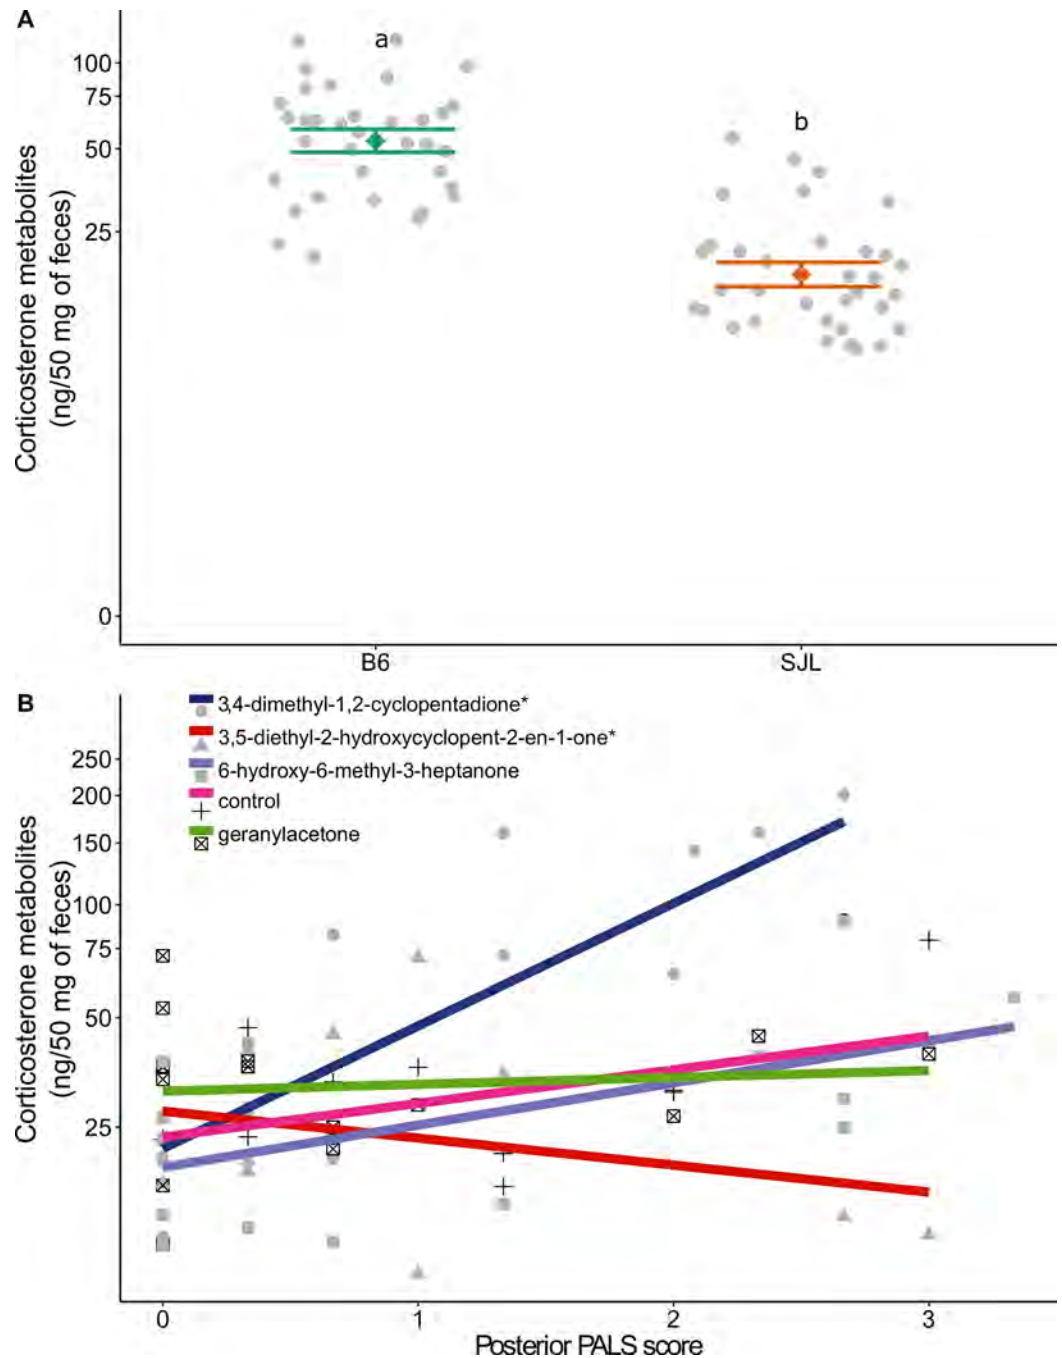 A
a
b
100
75
50
25
0
Corticosterone metabolites
(ng/50 mg of feces)
B6 SJL
B
3,4-dimethyl-1,2-cyclopentadione*
3,5-diethyl-2-hydroxycyclopent-2-en-1-one*
6-hydroxy-6-methyl-3-heptanone
control
geranylacetone
250
200
150
100
75
50
25
Corticosterone metabolites
(ng/50 mg of feces)
0 1 2 3
Posterior PALS score